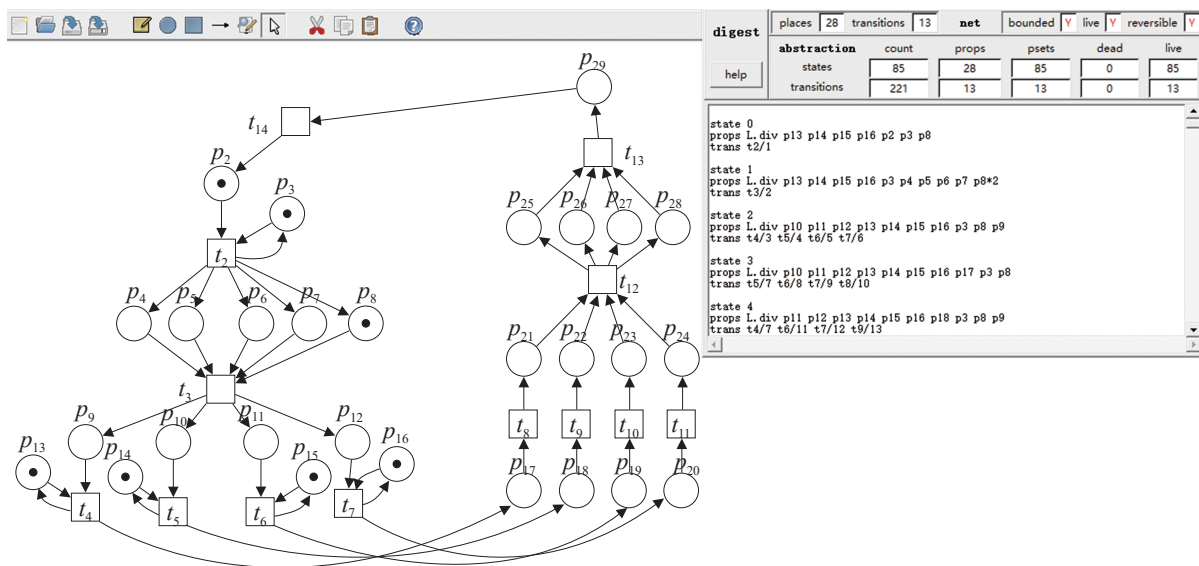 p29
t14
p2
p3
t13
p25 p26 p27 p28
t2
t12
p4 p5 p6 p7 p8
p21 p22 p23 p24
t3
p9 p10 p11 p12
t8 t9 t10 t11
p13 p14 p15 p16
p17 p18 p19 p20
t4 t5 t6 t7
digest
help
places 28 transitions 13 net bounded Y live Y reversible Y
abstraction count props psets dead live
states 85 28 85 0 85
transitions 221 13 13 0 13
state 0
props L.div p13 p14 p15 p16 p2 p3 p8
trans t2/1
state 1
props L.div p13 p14 p15 p16 p3 p4 p5 p6 p7 p8*2
trans t3/2
state 2
props L.div p10 p11 p12 p13 p14 p15 p16 p3 p8 p9
trans t4/3 t5/4 t6/5 t7/6
state 3
props L.div p10 p11 p12 p13 p14 p15 p16 p17 p3 p8
trans t5/7 t6/8 t7/9 t8/10
state 4
props L.div p11 p12 p13 p14 p15 p16 p18 p3 p8 p9
trans t4/7 t6/11 t7/12 t9/13